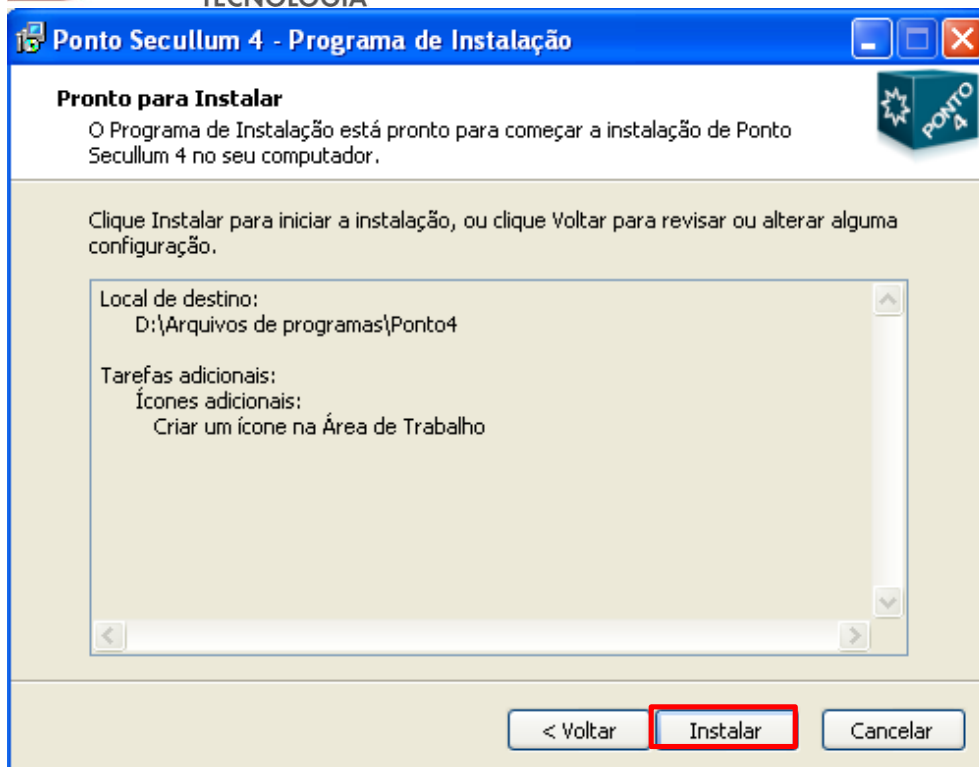 TECNOLOGIA
Ponto Secullum 4 - Programa de Instalação
Pronto para Instalar
O Programa de Instalação está pronto para começar a instalação de Ponto
Secullum 4 no seu computador.
PONTO
4
Clique Instalar para iniciar a instalação, ou clique Voltar para revisar ou alterar alguma
configuração.
Local de destino:
D:\Arquivos de programas\Ponto4
Tarefas adicionais:
Ícones adicionais:
Criar um ícone na Área de Trabalho
< Voltar
Instalar
Cancelar